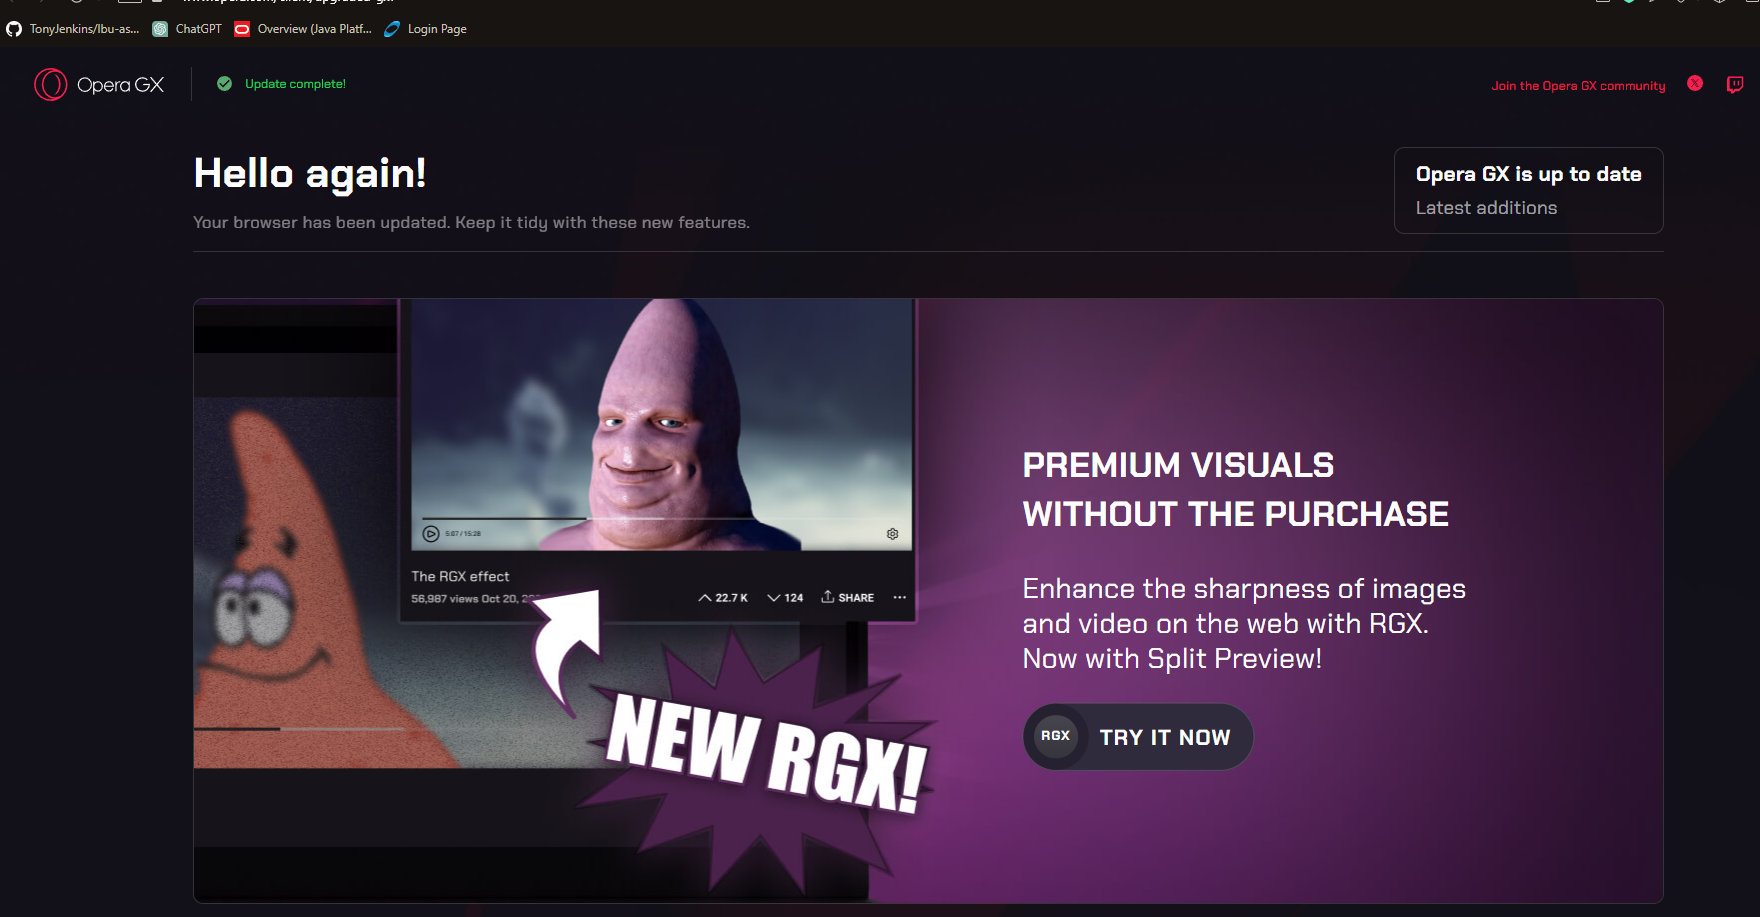 TonyJenkins/lbu-as...
ChatGPT
Overview (Java Platf...
Login Page
Opera GX
Update complete!
Join the Opera GX community
Hello again!
Your browser has been updated. Keep it tidy with these new features.
Opera GX is up to date
Latest additions
5:07 / 15:28
The RGX effect
56,987 views Oct 20,
22.7 K
124
SHARE
NEW RGX!
PREMIUM VISUALS
WITHOUT THE PURCHASE
Enhance the sharpness of images
and video on the web with RGX.
Now with Split Preview!
RGX
TRY IT NOW